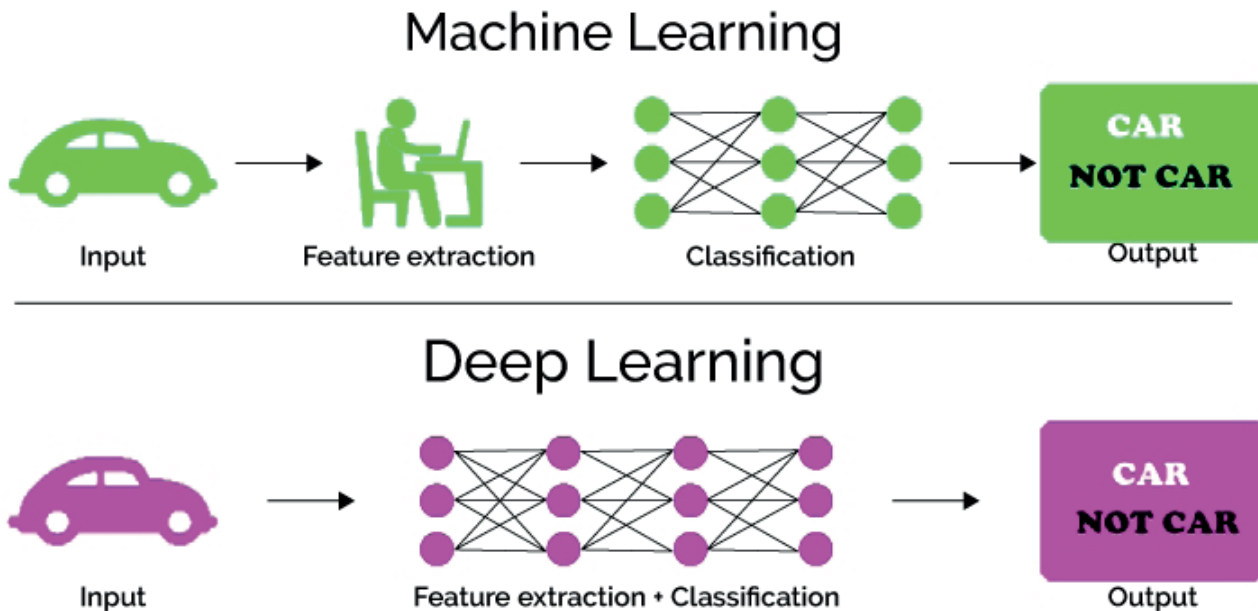 Machine Learning
CAR
NOT CAR
Input
Feature extraction
Classification
Output
Deep Learning
CAR
NOT CAR
Input
Feature extraction + Classification
Output